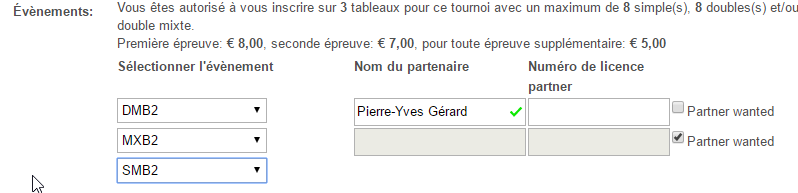 Évènements: Vous êtes autorisé à vous inscrire sur 3 tableaux pour ce tournoi avec un maximum de 8 simple(s), 8 doubles(s) et/ou
double mixte.
Première épreuve: € 8,00, seconde épreuve: € 7,00, pour toute épreuve supplémentaire: € 5,00
Sélectionner l'évènement Nom du partenaire Numéro de licence
partner
DMB2 Pierre-Yves Gérard Partner wanted
MXB2 Partner wanted
SMB2